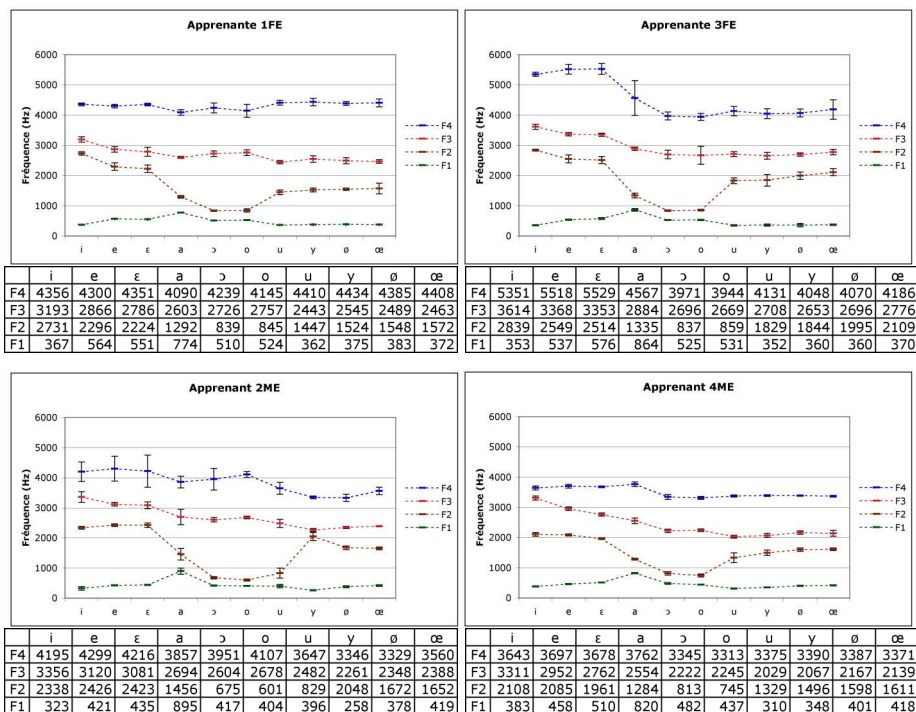 Apprenante 1FE
Fréquence (Hz)
6000
5000
4000
3000
2000
1000
0
i e ε a ɔ o u y ø œ
F4
F3
F2
F1
i e ε a ɔ o u y ø œ
F4 4356 4300 4351 4090 4239 4145 4410 4434 4385 4408
F3 3193 2866 2786 2603 2726 2757 2443 2545 2489 2463
F2 2731 2296 2224 1292 839 845 1447 1524 1548 1572
F1 367 564 551 774 510 524 362 375 383 372
Apprenante 3FE
Fréquence (Hz)
6000
5000
4000
3000
2000
1000
0
i e ε a ɔ o u y ø œ
F4
F3
F2
F1
i e ε a ɔ o u y ø œ
F4 5351 5518 5529 4567 3971 3944 4131 4048 4070 4186
F3 3614 3368 3353 2884 2696 2669 2708 2653 2696 2776
F2 2839 2549 2514 1335 837 859 1829 1844 1995 2109
F1 353 537 576 864 525 531 352 360 360 370
Apprenant 2ME
Fréquence (Hz)
6000
5000
4000
3000
2000
1000
0
i e ε a ɔ o u y ø œ
F4
F3
F2
F1
i e ε a ɔ o u y ø œ
F4 4195 4299 4216 3857 3951 4107 3647 3346 3329 3560
F3 3356 3120 3081 2694 2604 2678 2482 2261 2348 2388
F2 2338 2426 2423 1456 675 601 829 2048 1672 1652
F1 323 421 435 895 417 404 396 258 378 419
Apprenant 4ME
Fréquence (Hz)
6000
5000
4000
3000
2000
1000
0
i e ε a ɔ o u y ø œ
F4
F3
F2
F1
i e ε a ɔ o u y ø œ
F4 3643 3697 3678 3762 3345 3313 3375 3390 3387 3371
F3 3311 2952 2762 2554 2222 2245 2029 2067 2167 2139
F2 2108 2085 1961 1284 813 745 1329 1496 1598 1611
F1 383 458 510 820 482 437 310 348 401 418